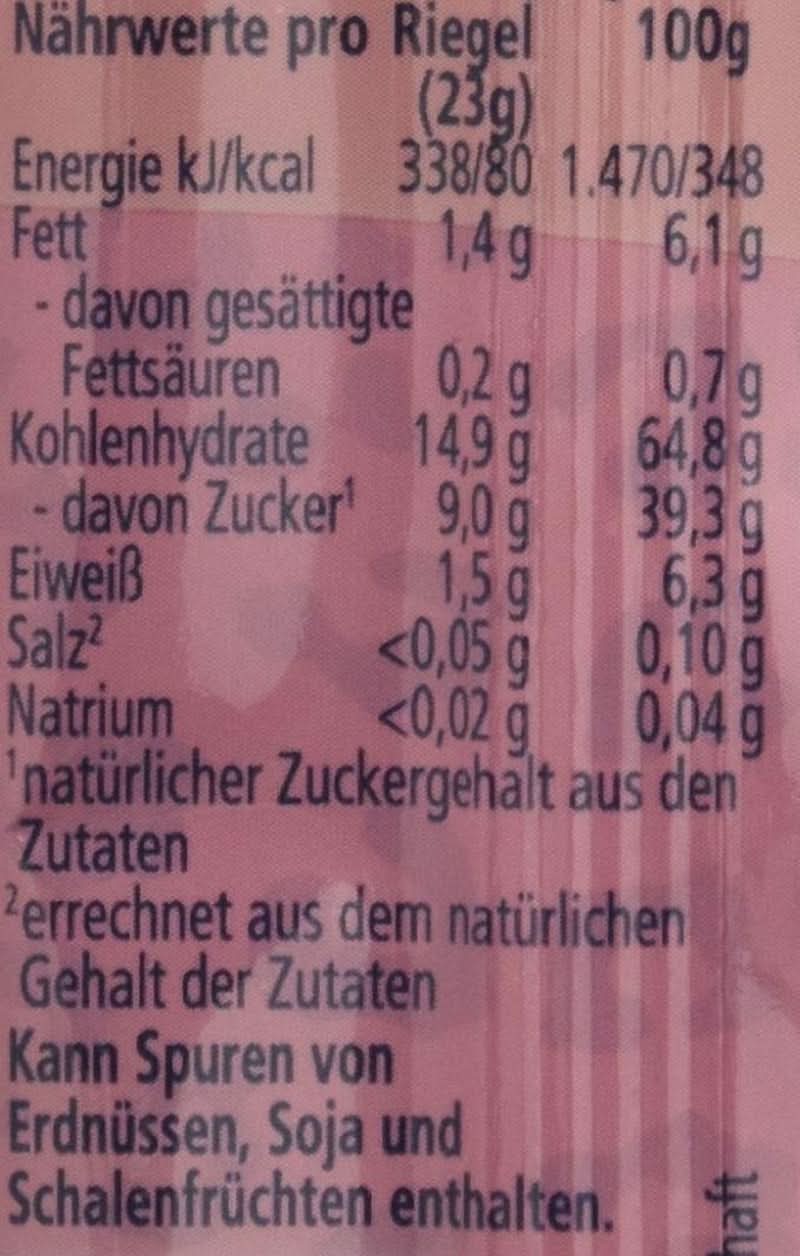 Nährwerte pro Riegel 100g
(23g)
Energie kJ/kcal 338/80 1.470/348
Fett 1,4 g 6,1 g
- davon gesättigte
Fettsäuren 0,2 g 0,7 g
Kohlenhydrate 14,9 g 64,8 g
- davon Zucker¹ 9,0 g 39,3 g
Eiweiß 1,5 g 6,3 g
Salz² <0,05 g 0,10 g
Natrium <0,02 g 0,04 g
¹natürlicher Zuckergehalt aus den
Zutaten
²errechnet aus dem natürlichen
Gehalt der Zutaten
Kann Spuren von
Erdnüssen, Soja und
Schalenfrüchten enthalten.